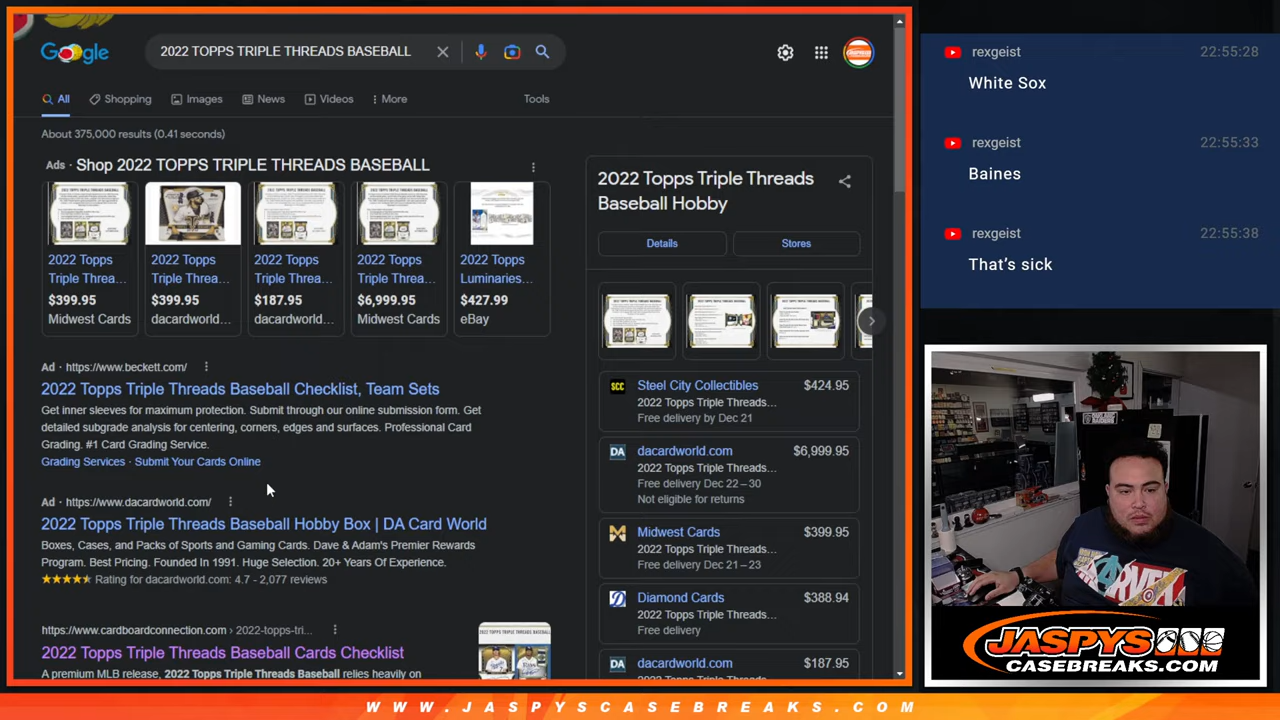 Google
2022 TOPPS TRIPLE THREADS BASEBALL
All
Shopping
Images
News
Videos
More
Tools
About 375,000 results (0.41 seconds)
Ads · Shop 2022 TOPPS TRIPLE THREADS BASEBALL
2022 Topps
Triple Threa...
$399.95
Midwest Cards
2022 Topps
Triple Threa...
$399.95
dacardworld...
2022 Topps
Triple Threa...
$187.95
dacardworld...
2022 Topps
Triple Threa...
$6,999.95
Midwest Cards
2022 Topps
Luminaries...
$427.99
eBay
Ad · https://www.beckett.com/
2022 Topps Triple Threads Baseball Checklist, Team Sets
Get inner sleeves for maximum protection. Submit through our online submission form. Get
detailed subgrade analysis for centering, corners, edges and surfaces. Professional Card
Grading. #1 Card Grading Service.
Grading Services · Submit Your Cards Online
Ad · https://www.dacardworld.com/
2022 Topps Triple Threads Baseball Hobby Box | DA Card World
Boxes, Cases, and Packs of Sports and Gaming Cards. Dave & Adam's Premier Rewards
Program. Best Pricing. Founded In 1991. Huge Selection. 20+ Years Of Experience.
Rating for dacardworld.com: 4.7 - 2,077 reviews
https://www.cardboardconnection.com › 2022-topps-tri...
2022 Topps Triple Threads Baseball Cards Checklist
A premium MLB release, 2022 Topps Triple Threads Baseball relies heavily on
2022 Topps Triple Threads
Baseball Hobby
Details
Stores
SCC
Steel City Collectibles
$424.95
2022 Topps Triple Threads...
Free delivery by Dec 21
DA
dacardworld.com
$6,999.95
2022 Topps Triple Threads...
Free delivery Dec 22–30
Not eligible for returns
Midwest Cards
$399.95
2022 Topps Triple Threads...
Free delivery Dec 21–23
Diamond Cards
$388.94
2022 Topps Triple Threads...
Free delivery
DA
dacardworld.com
$187.95
2022 Topps Triple Threads...
rexgeist
22:55:28
White Sox
rexgeist
22:55:33
Baines
rexgeist
22:55:38
That's sick
JASPYS
CASEBREAKS.COM
WWW.JASPYSCASEBREAKS.COM